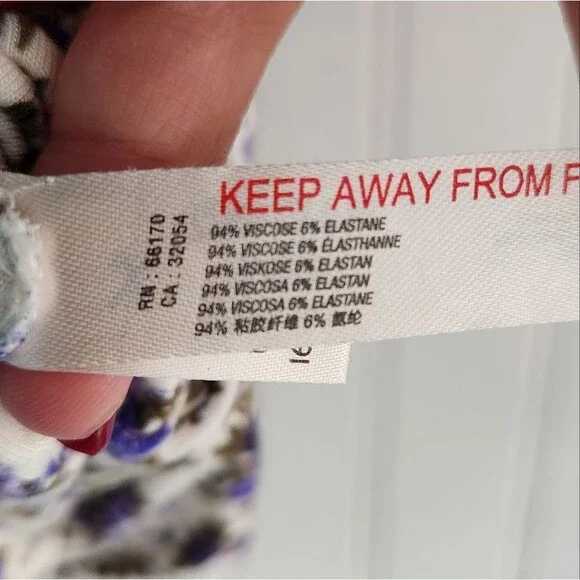 KEEP AWAY FROM F
RN : 66170
CA : 32054
94% VISCOSE 6% ELASTANE
94% VISCOSE 6% ÉLASTHANNE
94% VISKOSE 6% ELASTAN
94% VISCOSA 6% ELASTAN
94% VISCOSA 6% ELASTANE
94% 粘胶纤维 6% 氨纶